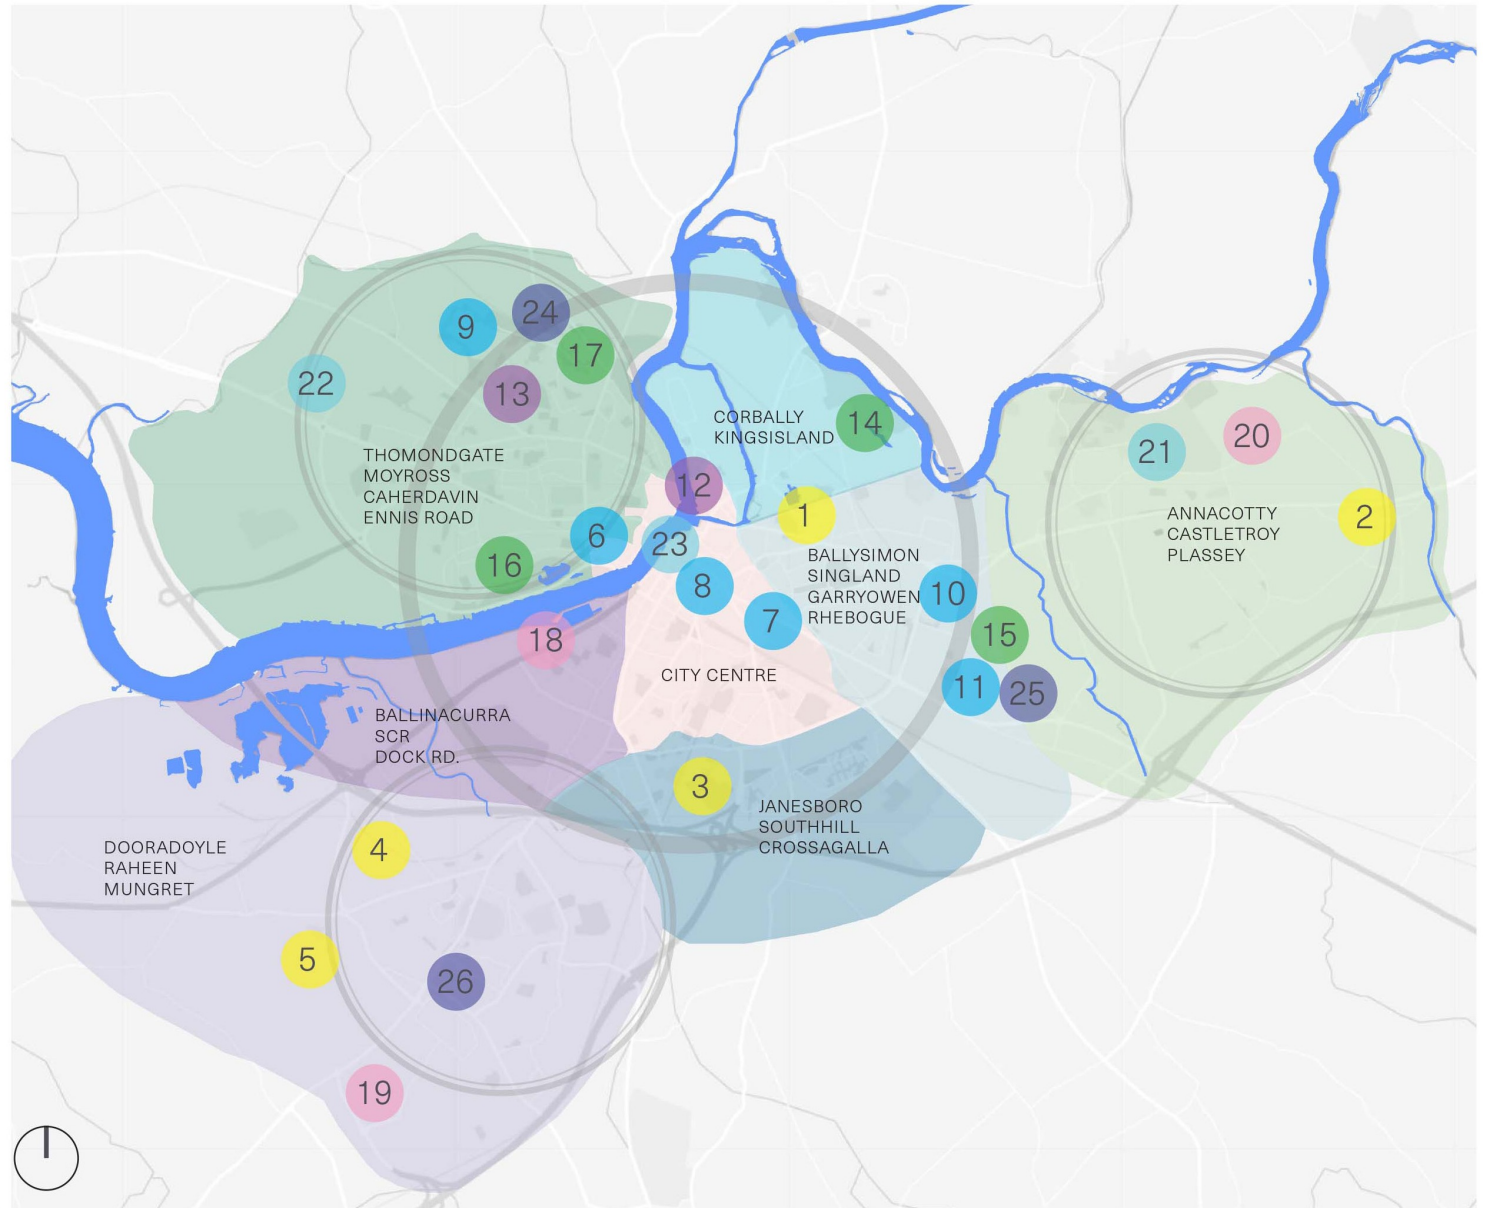 24
9
17
22
13
CORBALLY
KINGSISLAND
14
21
20
THOMONDGATE
MOYROSS
CAHERDAVIN
ENNIS ROAD
12
1
ANNACOTTY
CASTLETROY
PLASSEY
2
6
23
16
8
BALLYSIMON
SINGLAND
GARRYOWEN
RHEBOGUE
10
7
15
18
CITY CENTRE
11
25
BALLINACURRA
SCR
DOCK RD.
3
JANESBORO
SOUTHHILL
CROSSAGALLA
DOORADOYLE
RAHEEN
MUNGRET
4
5
26
19